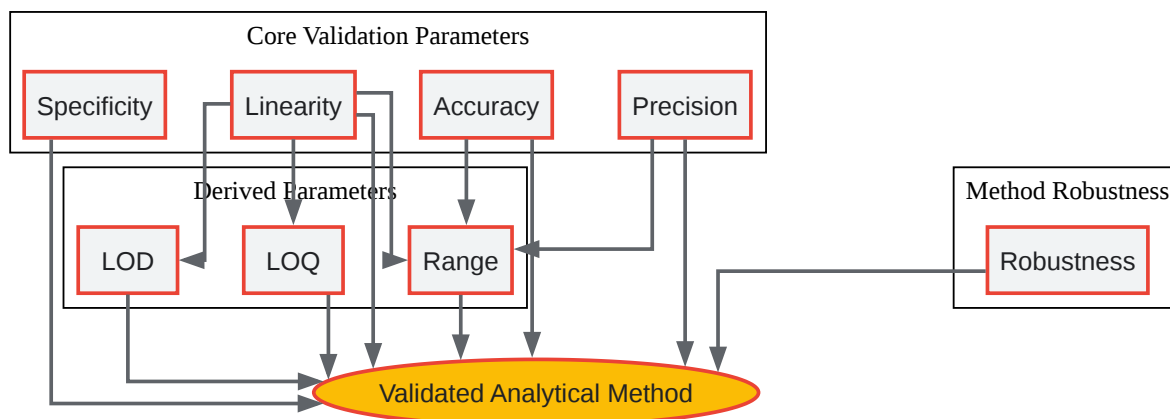 Core Validation Parameters
Specificity
Linearity
Accuracy
Precision
Derived Parameters
Method Robustness
LOD
LOQ
Range
Robustness
Validated Analytical Method